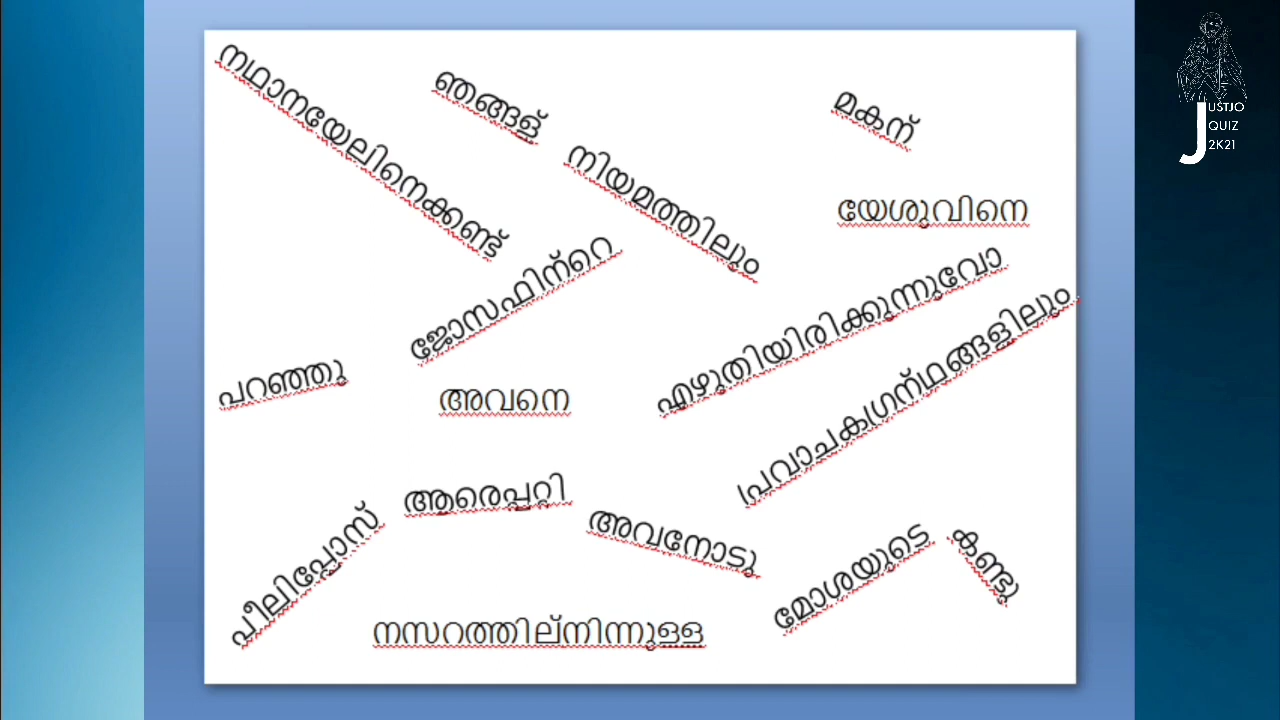 നഥാനയേലിനെക്കണ്ട്
ഞങ്ങള്
മകന്
നിയമത്തിലും
യേശുവിനെ
ജോസഫിന്റെ
എഴുതിയിരിക്കുന്നുവോ
പ്രവാചകഗ്രന്ഥങ്ങളിലും
പറഞ്ഞു
അവനെ
ആരെപ്പറ്റി
പീലിപ്പോസ്
അവനോടു
മോശയുടെ
കണ്ടു
നസറത്തില്നിന്നുള്ള
JUSTJO
QUIZ
2K21